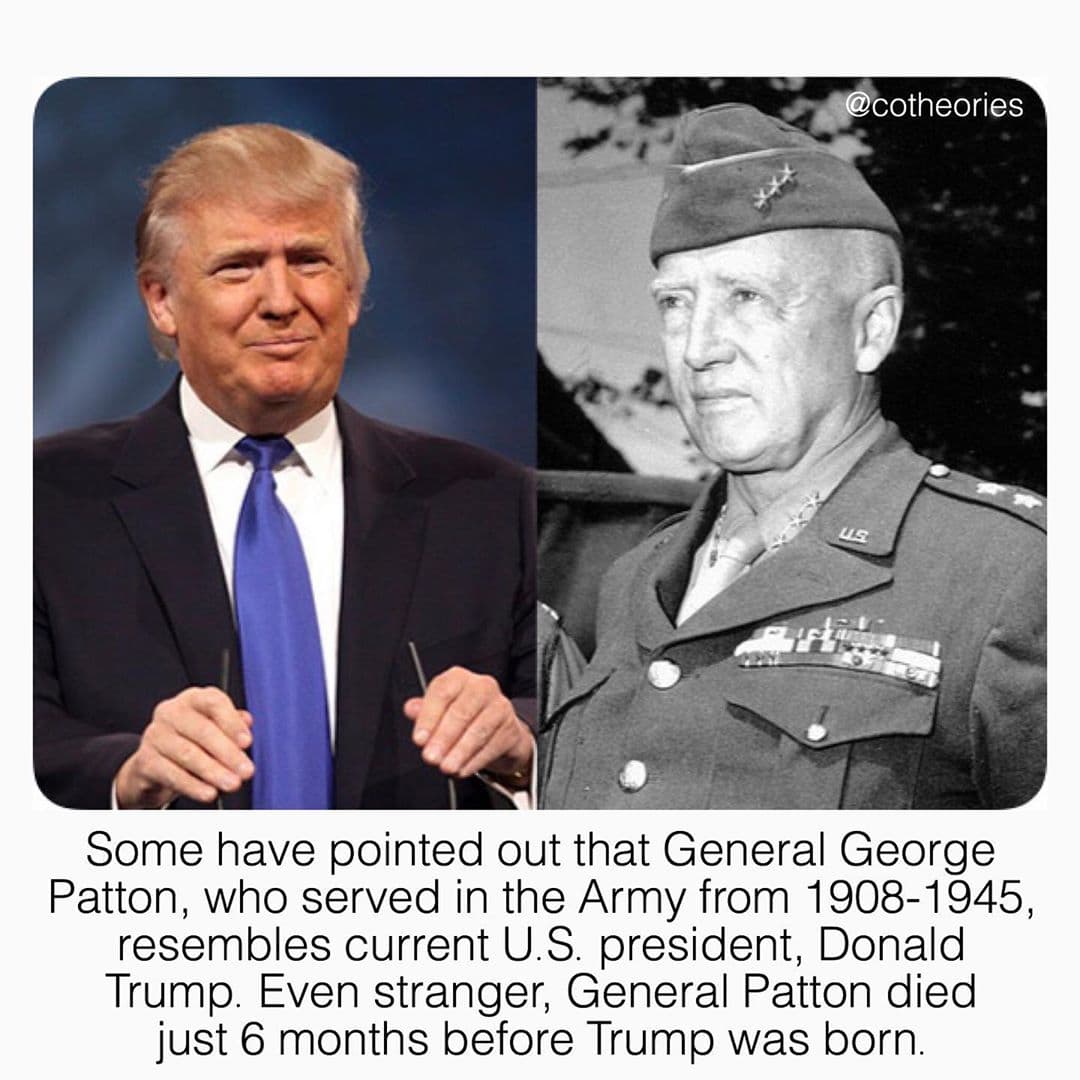 @cotheories
U.S.
Some have pointed out that General George
Patton, who served in the Army from 1908-1945,
resembles current U.S. president, Donald
Trump. Even stranger, General Patton died
just 6 months before Trump was born.